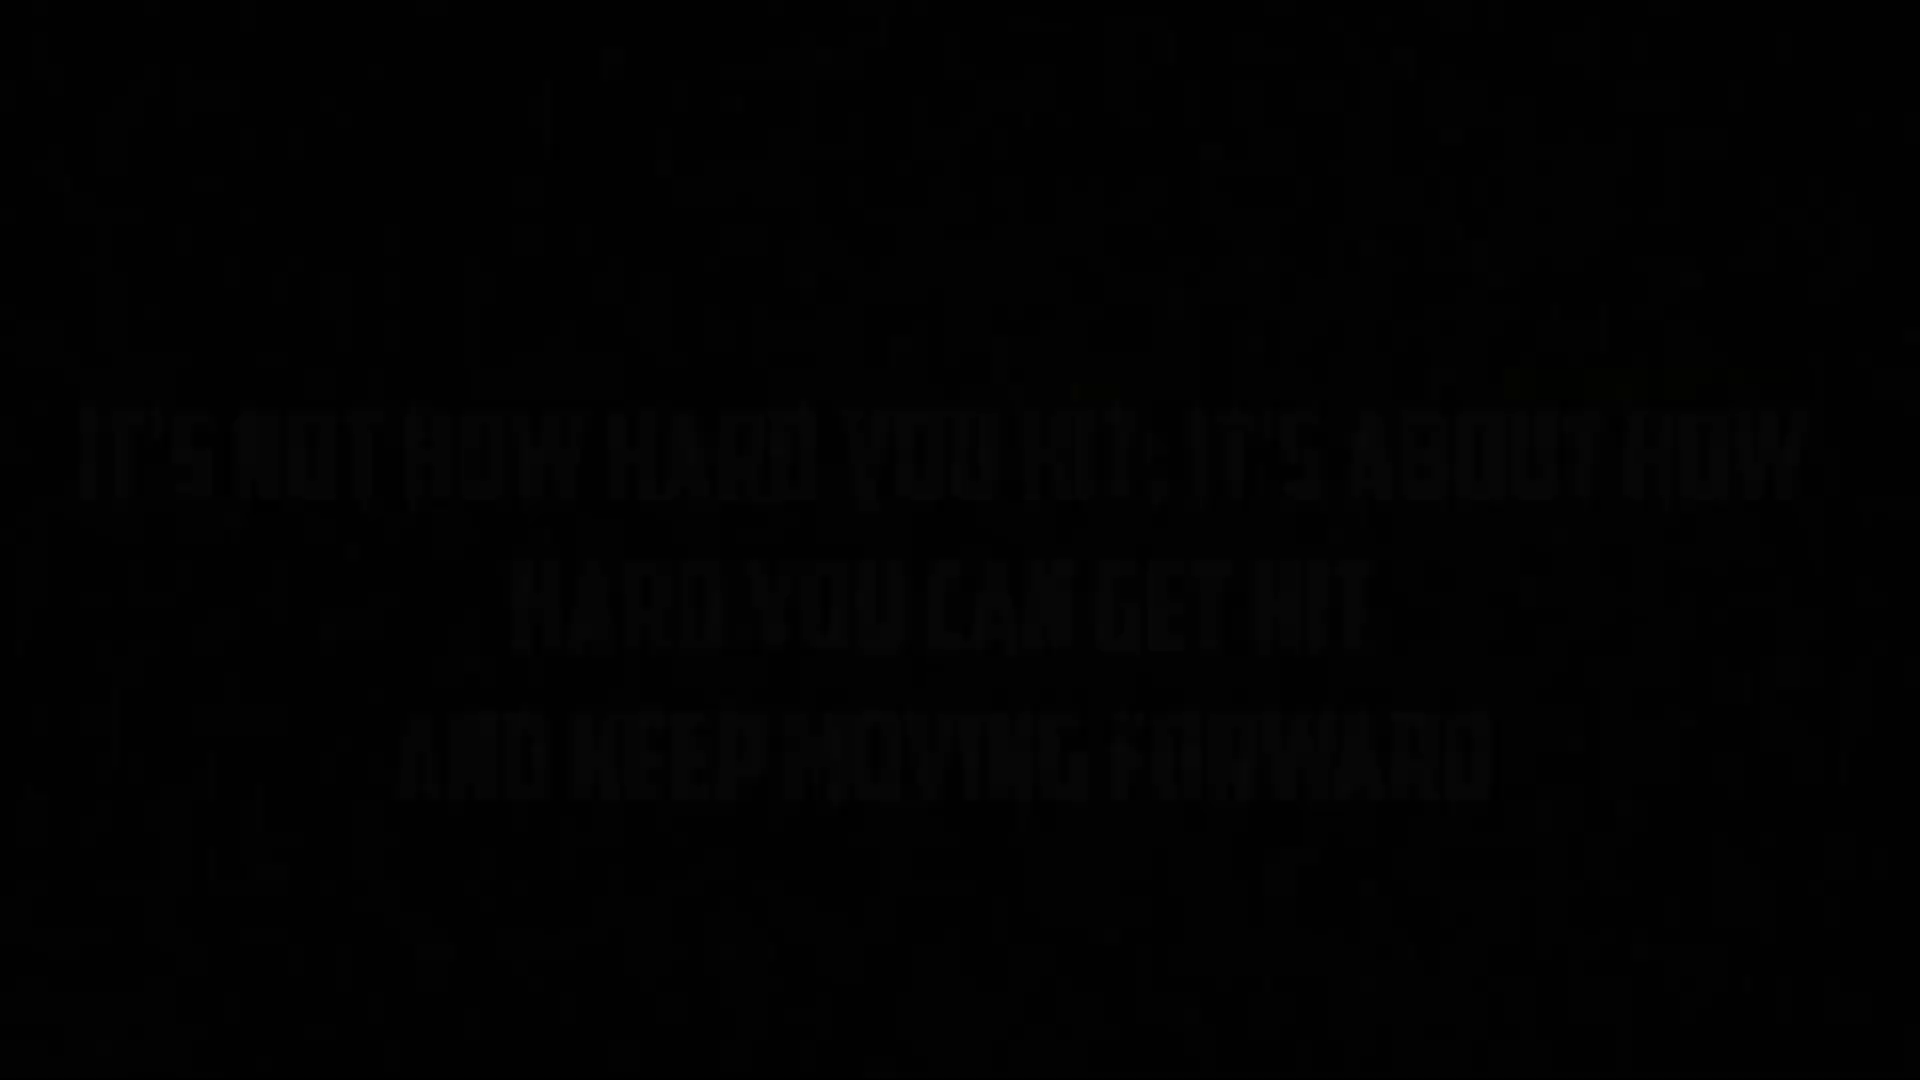 IT'S NOT HOW HARD YOU HIT; IT'S ABOUT HOW
HARD YOU CAN GET HIT
AND KEEP MOVING FORWARD